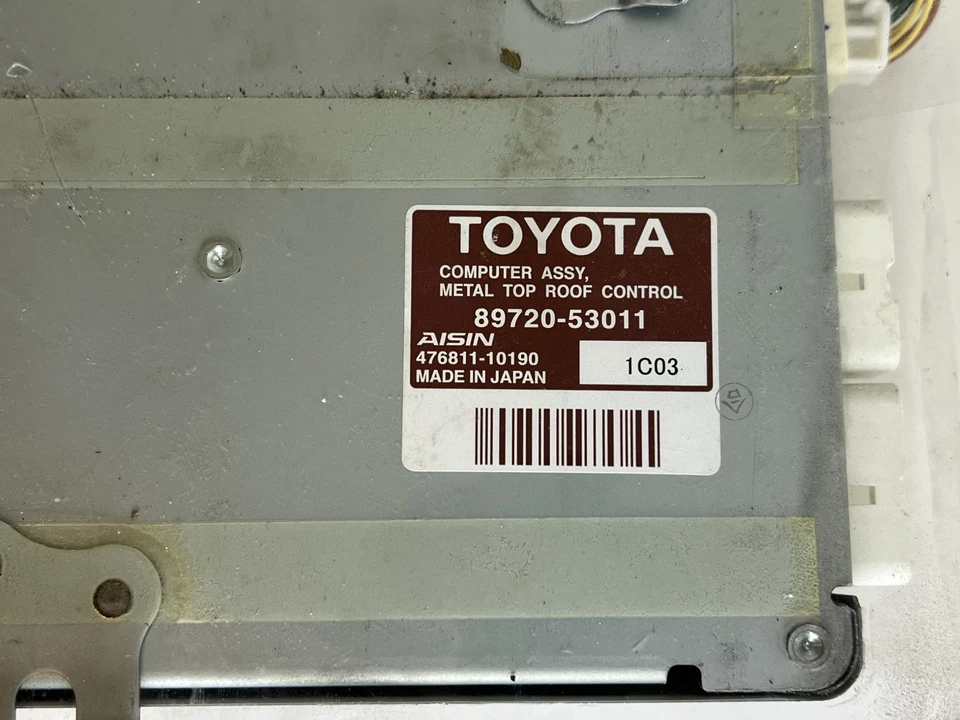 TOYOTA
COMPUTER ASSY,
METAL TOP ROOF CONTROL
89720-53011
AISIN
476811-10190
1C03
MADE IN JAPAN